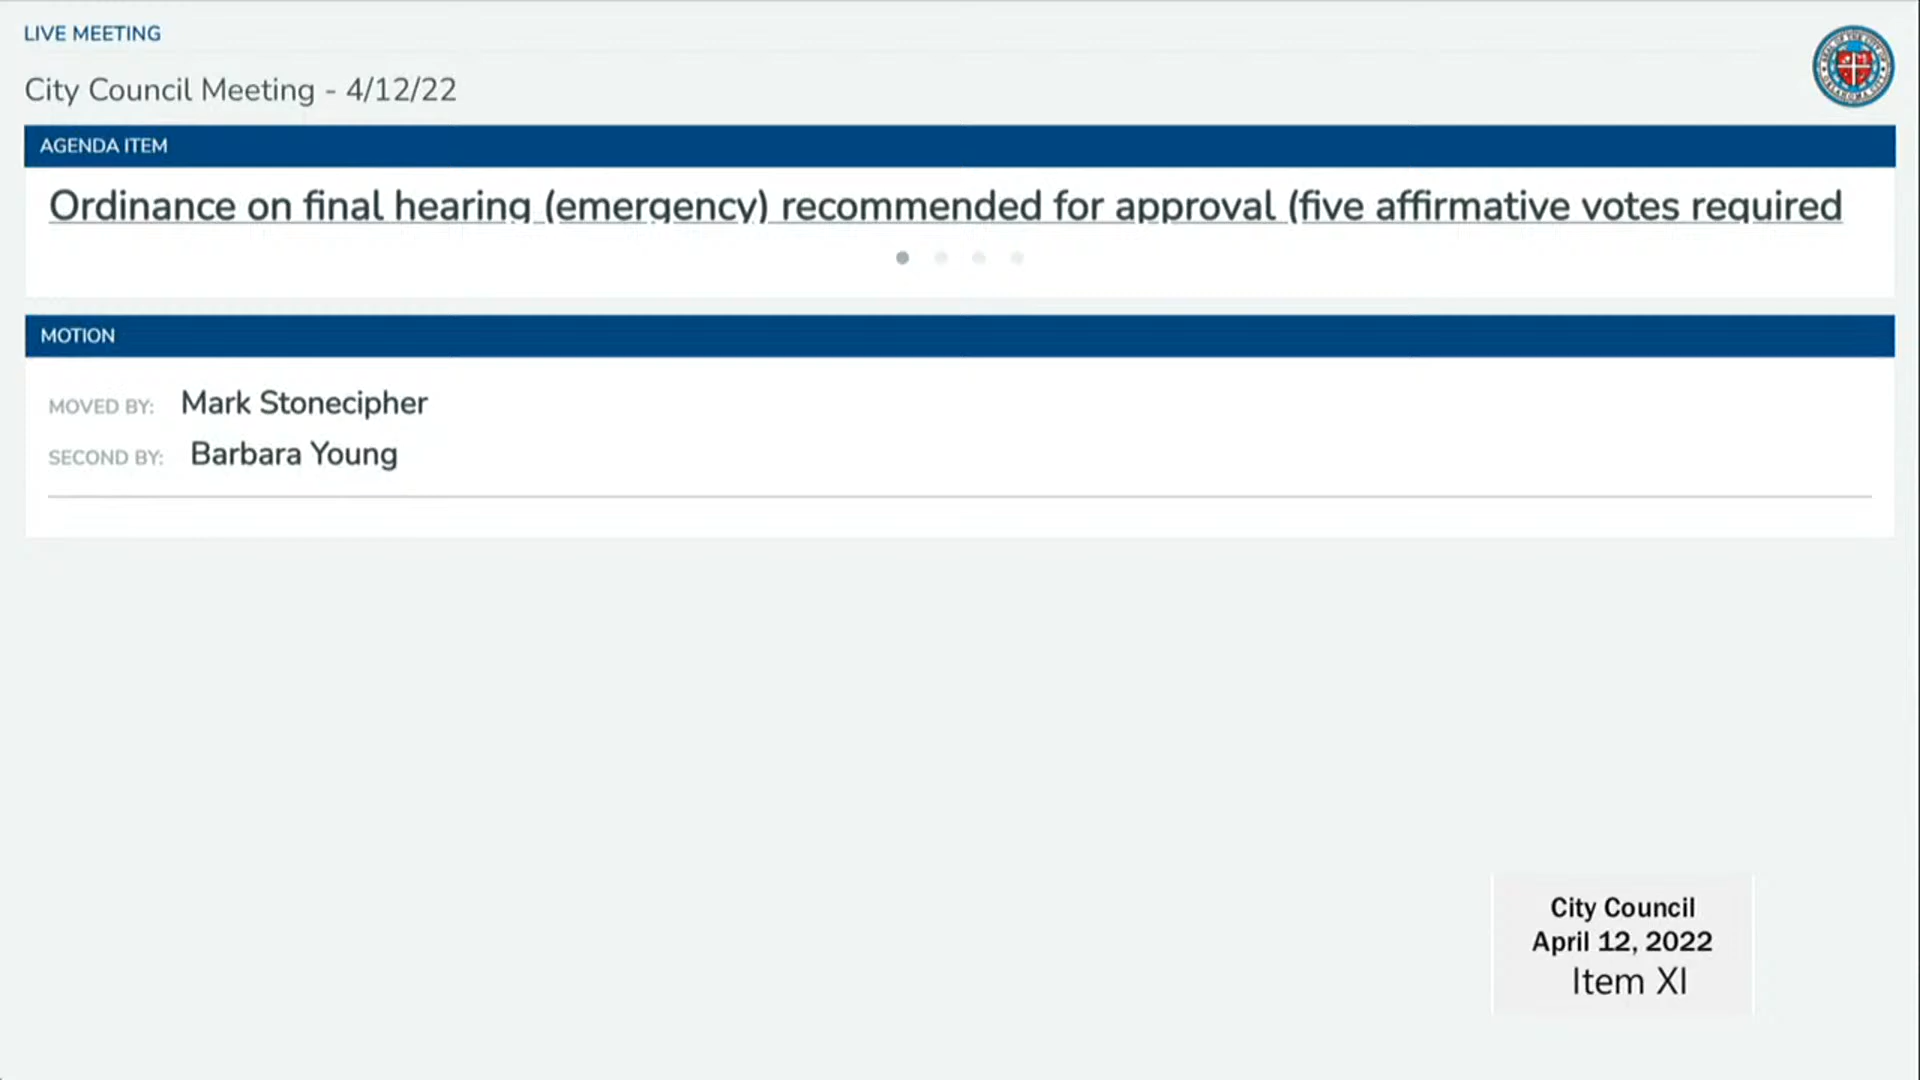 LIVE MEETING
City Council Meeting - 4/12/22
AGENDA ITEM
Ordinance on final hearing (emergency) recommended for approval (five affirmative votes required
MOTION
MOVED BY: Mark Stonecipher
SECOND BY: Barbara Young
City Council
April 12, 2022
Item XI